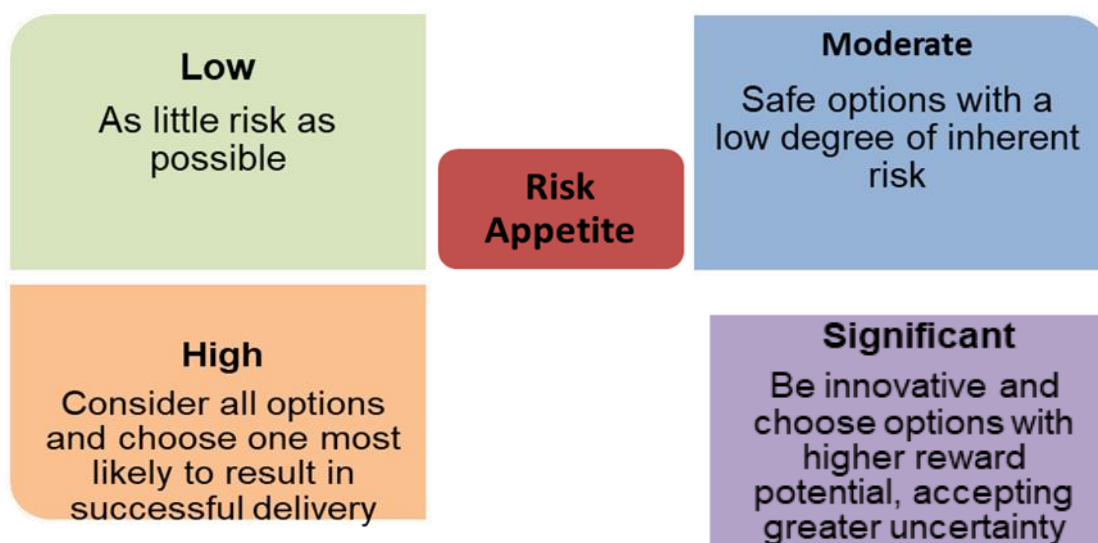 Low
As little risk as
possible
Moderate
Safe options with a
low degree of inherent
risk
Risk
Appetite
High
Consider all options
and choose one most
likely to result in
successful delivery
Significant
Be innovative and
choose options with
higher reward
potential, accepting
greater uncertainty